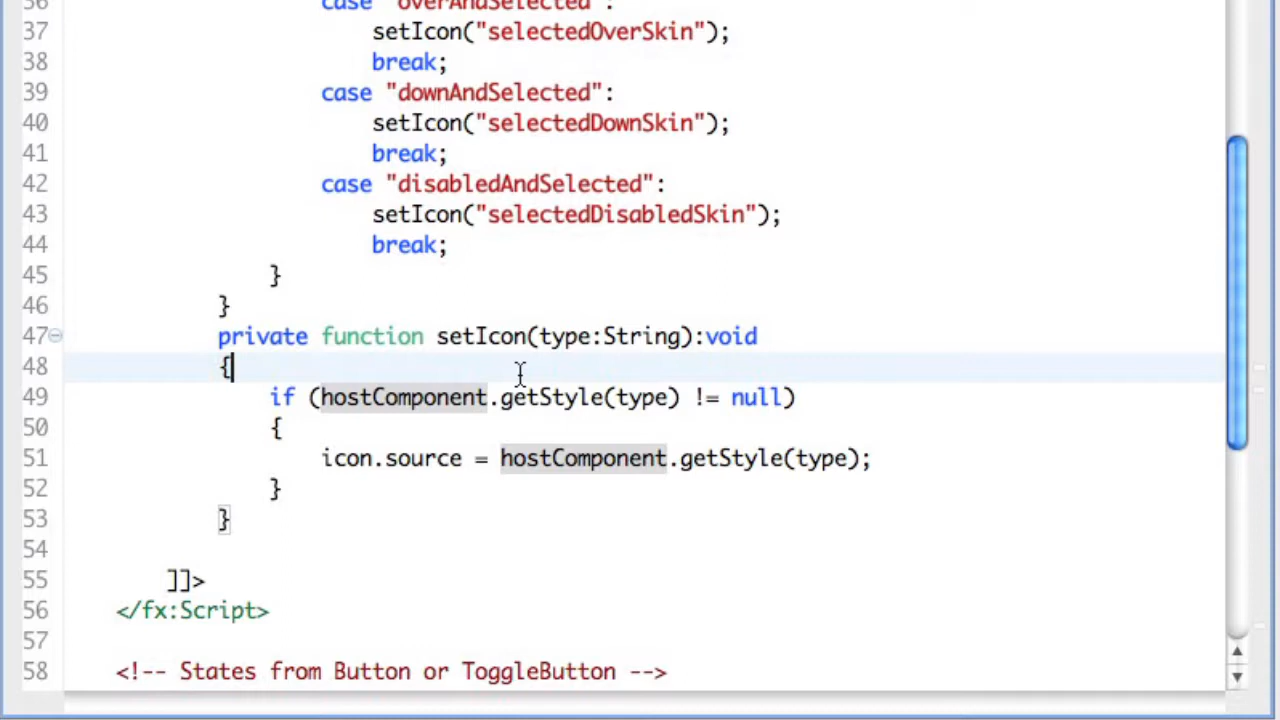 36 case "overAndSelected":
37 setIcon("selectedOverSkin");
38 break;
39 case "downAndSelected":
40 setIcon("selectedDownSkin");
41 break;
42 case "disabledAndSelected":
43 setIcon("selectedDisabledSkin");
44 break;
45 }
46 }
47 private function setIcon(type:String):void
48 {
49 if (hostComponent.getStyle(type) != null)
50 {
51 icon.source = hostComponent.getStyle(type);
52 }
53 }
54
55 ]]>
56 </fx:Script>
57
58 <!-- States from Button or ToggleButton -->